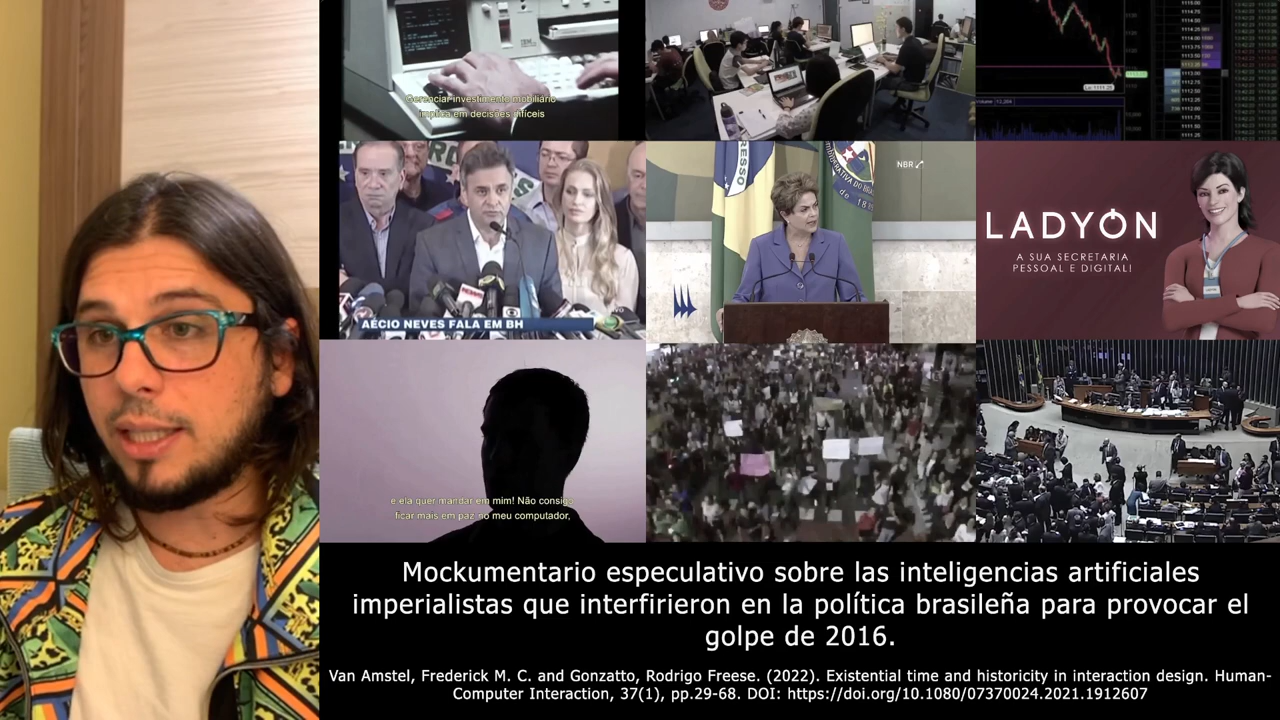 Gerenciar investimento mobiliário
implica em decisões difíceis
NBR
AÉCIO NEVES FALA EM BH
LADYON
A SUA SECRETARIA
PESSOAL E DIGITAL!
e ela quer mandar em mim! Não consigo
ficar mais em paz no meu computador,
Mockumentario especulativo sobre las inteligencias artificiales
imperialistas que interfirieron en la política brasileña para provocar el
golpe de 2016.
Van Amstel, Frederick M. C. and Gonzatto, Rodrigo Freese. (2022). Existential time and historicity in interaction design. Human-
Computer Interaction, 37(1), pp.29-68. DOI: https://doi.org/10.1080/07370024.2021.1912607